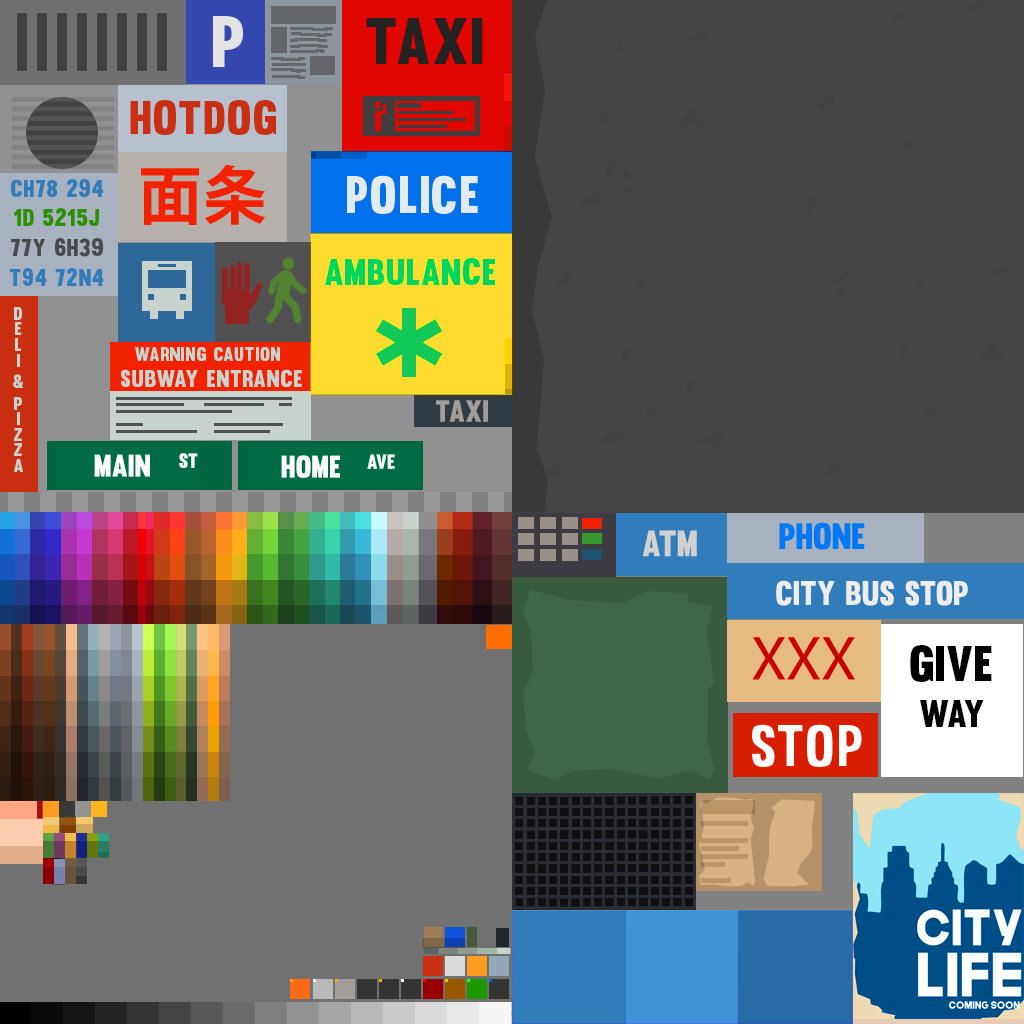 P
TAXI
HOTDOG
面条
CH78 294
1D 5215J
77Y 6H39
T94 72N4
POLICE
AMBULANCE
DELI & PIZZA
WARNING CAUTION
SUBWAY ENTRANCE
TAXI
MAIN ST
HOME AVE
ATM
PHONE
CITY BUS STOP
XXX
GIVE
WAY
STOP
CITY
LIFE
COMING SOON